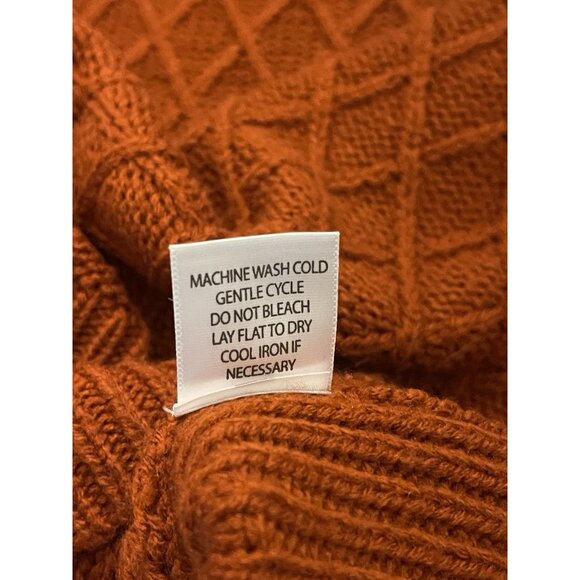 MACHINE WASH COLD
GENTLE CYCLE
DO NOT BLEACH
LAY FLAT TO DRY
COOL IRON IF
NECESSARY